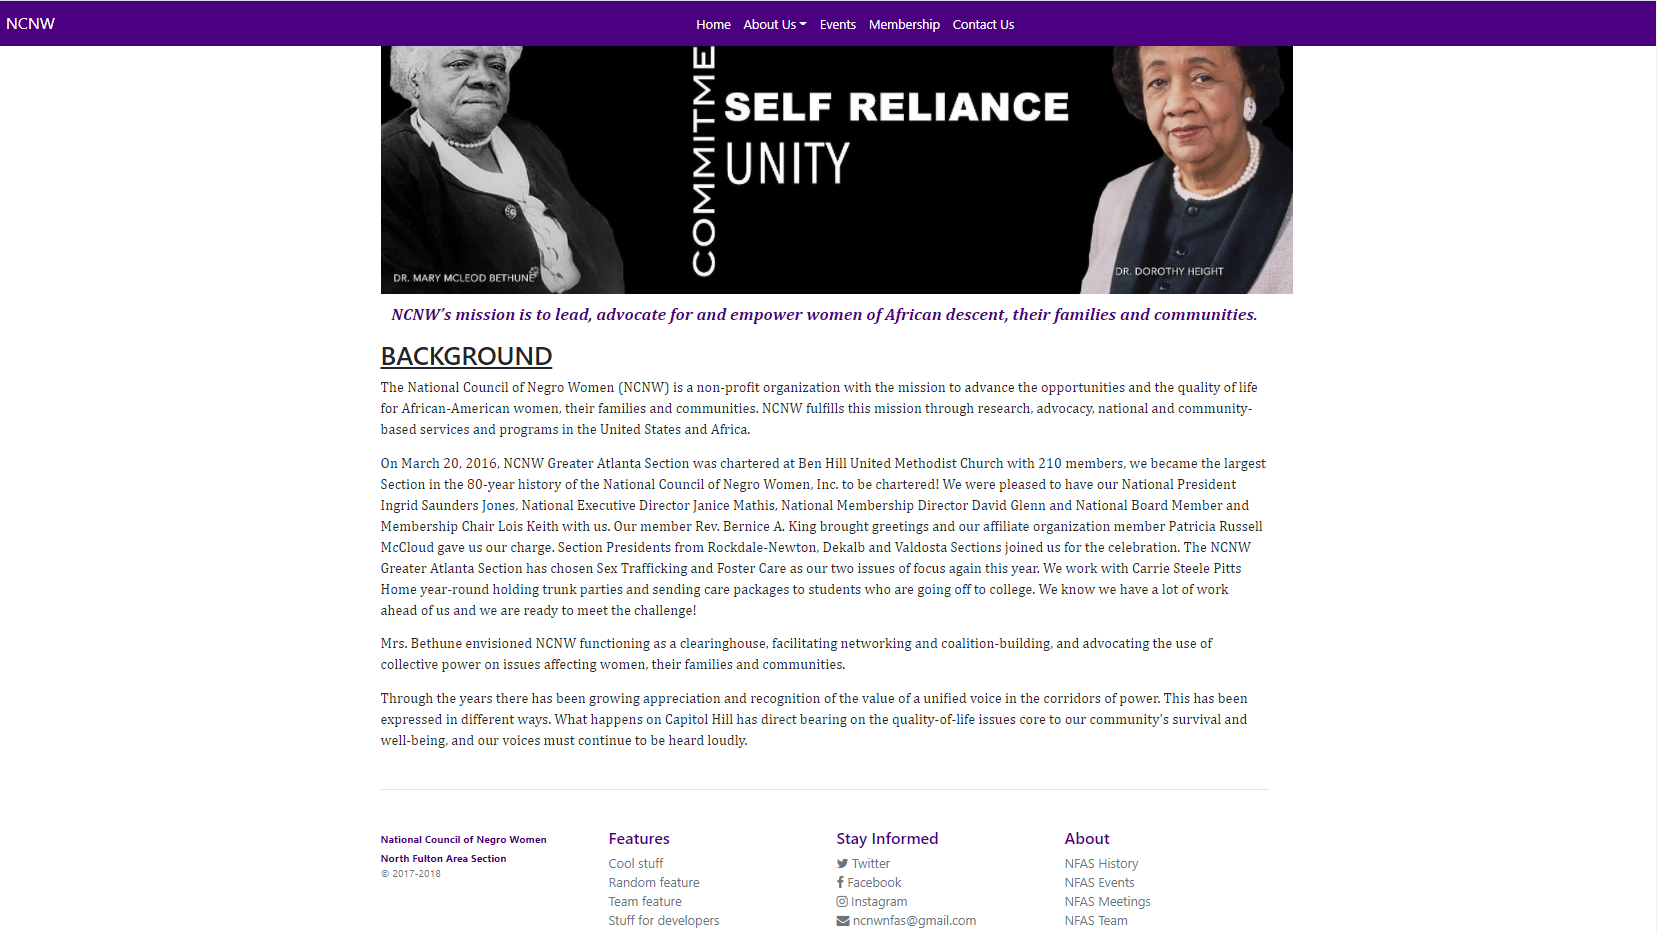 NCNW
Home About Us Events Membership Contact Us
COMMITME
SELF RELIANCE
UNITY
DR. MARY MCLEOD BETHUNE
DR. DOROTHY HEIGHT
NCNW's mission is to lead, advocate for and empower women of African descent, their families and communities.
BACKGROUND
The National Council of Negro Women (NCNW) is a non-profit organization with the mission to advance the opportunities and the quality of life
for African-American women, their families and communities. NCNW fulfills this mission through research, advocacy, national and community-
based services and programs in the United States and Africa.
On March 20, 2016, NCNW Greater Atlanta Section was chartered at Ben Hill United Methodist Church with 210 members, we became the largest
Section in the 80-year history of the National Council of Negro Women, Inc. to be chartered! We were pleased to have our National President
Ingrid Saunders Jones, National Executive Director Janice Mathis, National Membership Director David Glenn and National Board Member and
Membership Chair Lois Keith with us. Our member Rev. Bernice A. King brought greetings and our affiliate organization member Patricia Russell
McCloud gave us our charge. Section Presidents from Rockdale-Newton, Dekalb and Valdosta Sections joined us for the celebration. The NCNW
Greater Atlanta Section has chosen Sex Trafficking and Foster Care as our two issues of focus again this year. We work with Carrie Steele Pitts
Home year-round holding trunk parties and sending care packages to students who are going off to college. We know we have a lot of work
ahead of us and we are ready to meet the challenge!
Mrs. Bethune envisioned NCNW functioning as a clearinghouse, facilitating networking and coalition-building, and advocating the use of
collective power on issues affecting women, their families and communities.
Through the years there has been growing appreciation and recognition of the value of a unified voice in the corridors of power. This has been
expressed in different ways. What happens on Capitol Hill has direct bearing on the quality-of-life issues core to our community's survival and
well-being, and our voices must continue to be heard loudly.
National Council of Negro Women
North Fulton Area Section
© 2017-2018
Features
Cool stuff
Random feature
Team feature
Stuff for developers
Stay Informed
Twitter
Facebook
Instagram
ncnwnfas@gmail.com
About
NFAS History
NFAS Events
NFAS Meetings
NFAS Team